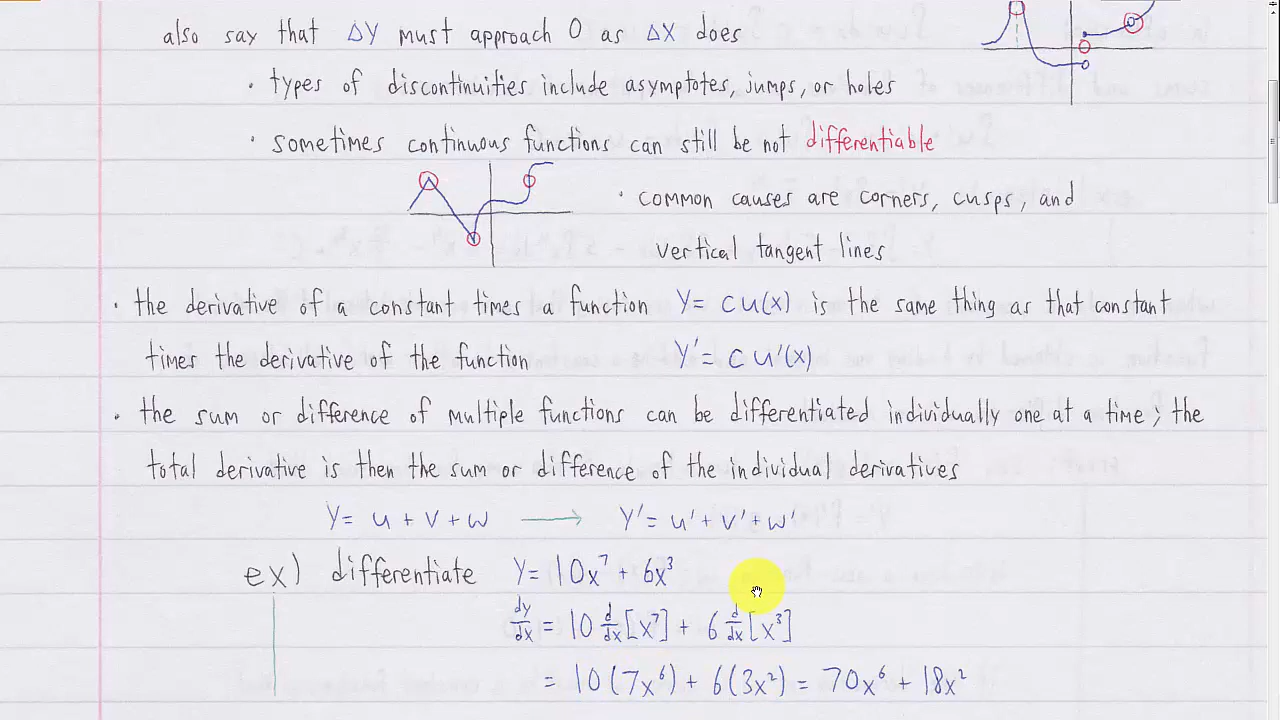 also say that ΔY must approach 0 as ΔX does
· types of discontinuities include asymptotes, jumps, or holes
· sometimes continuous functions can still be not differentiable
· common causes are corners, cusps, and
vertical tangent lines
· the derivative of a constant times a function Y = cu(x) is the same thing as that constant
times the derivative of the function Y' = cu'(x)
· the sum or difference of multiple functions can be differentiated individually one at a time; the
total derivative is then the sum or difference of the individual derivatives
Y = u + v + w → Y' = u' + v' + w'
ex) differentiate Y = 10x⁷ + 6x³
dy/dx = 10 d/dx [x⁷] + 6 d/dx [x³]
= 10(7x⁶) + 6(3x²) = 70x⁶ + 18x²